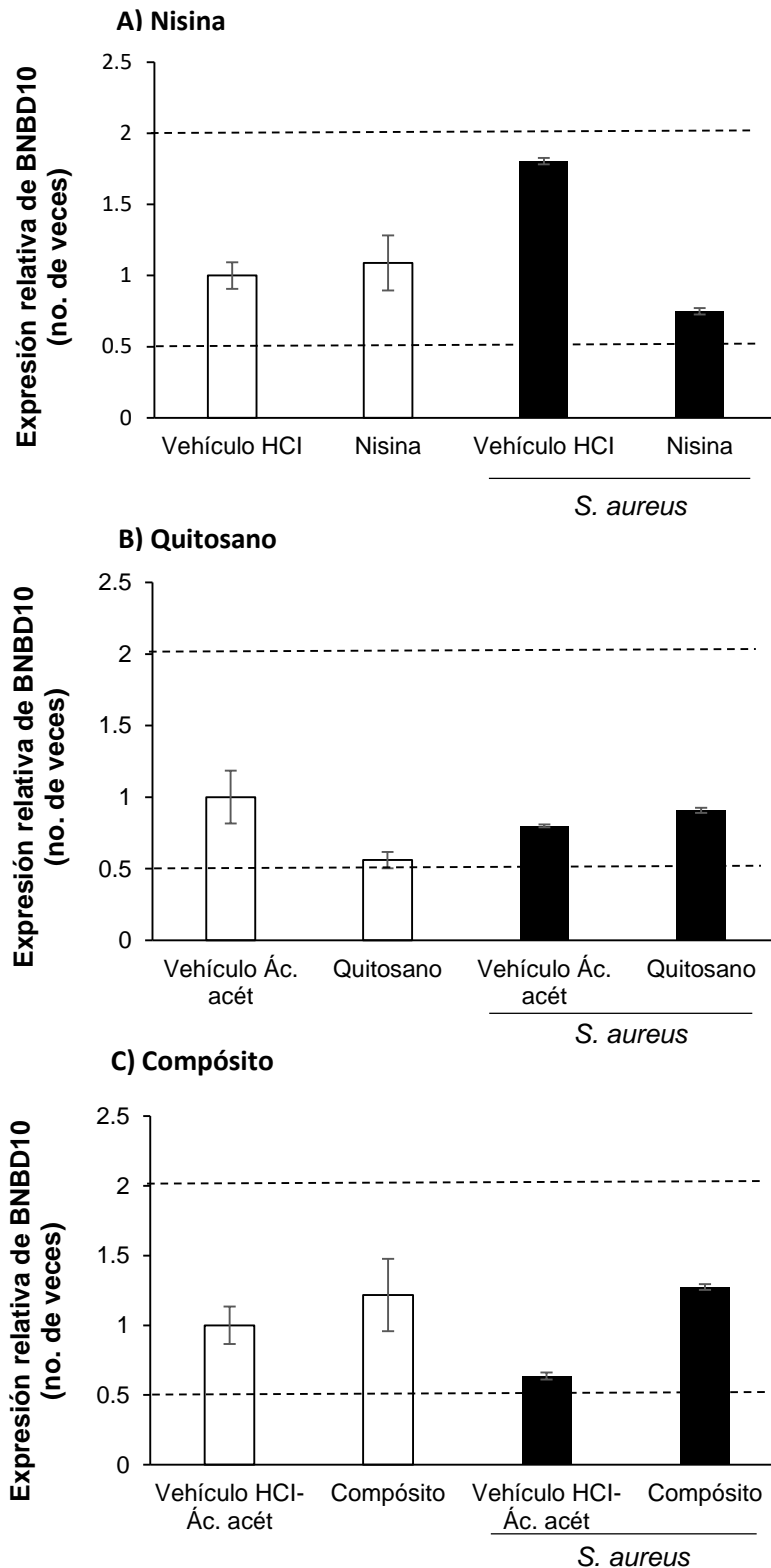 A) Nisina
Expresión relativa de BNBD10
(no. de veces)
2.5
2
1.5
1
0.5
0
Vehículo HCl
Nisina
Vehículo HCl
Nisina
S. aureus
B) Quitosano
Expresión relativa de BNBD10
(no. de veces)
2.5
2
1.5
1
0.5
0
Vehículo Ác.
acét
Quitosano
Vehículo Ác.
acét
Quitosano
S. aureus
C) Compósito
Expresión relativa de BNBD10
(no. de veces)
2.5
2
1.5
1
0.5
0
Vehículo HCl-
Ác. acét
Compósito
Vehículo HCl-
Ác. acét
Compósito
S. aureus